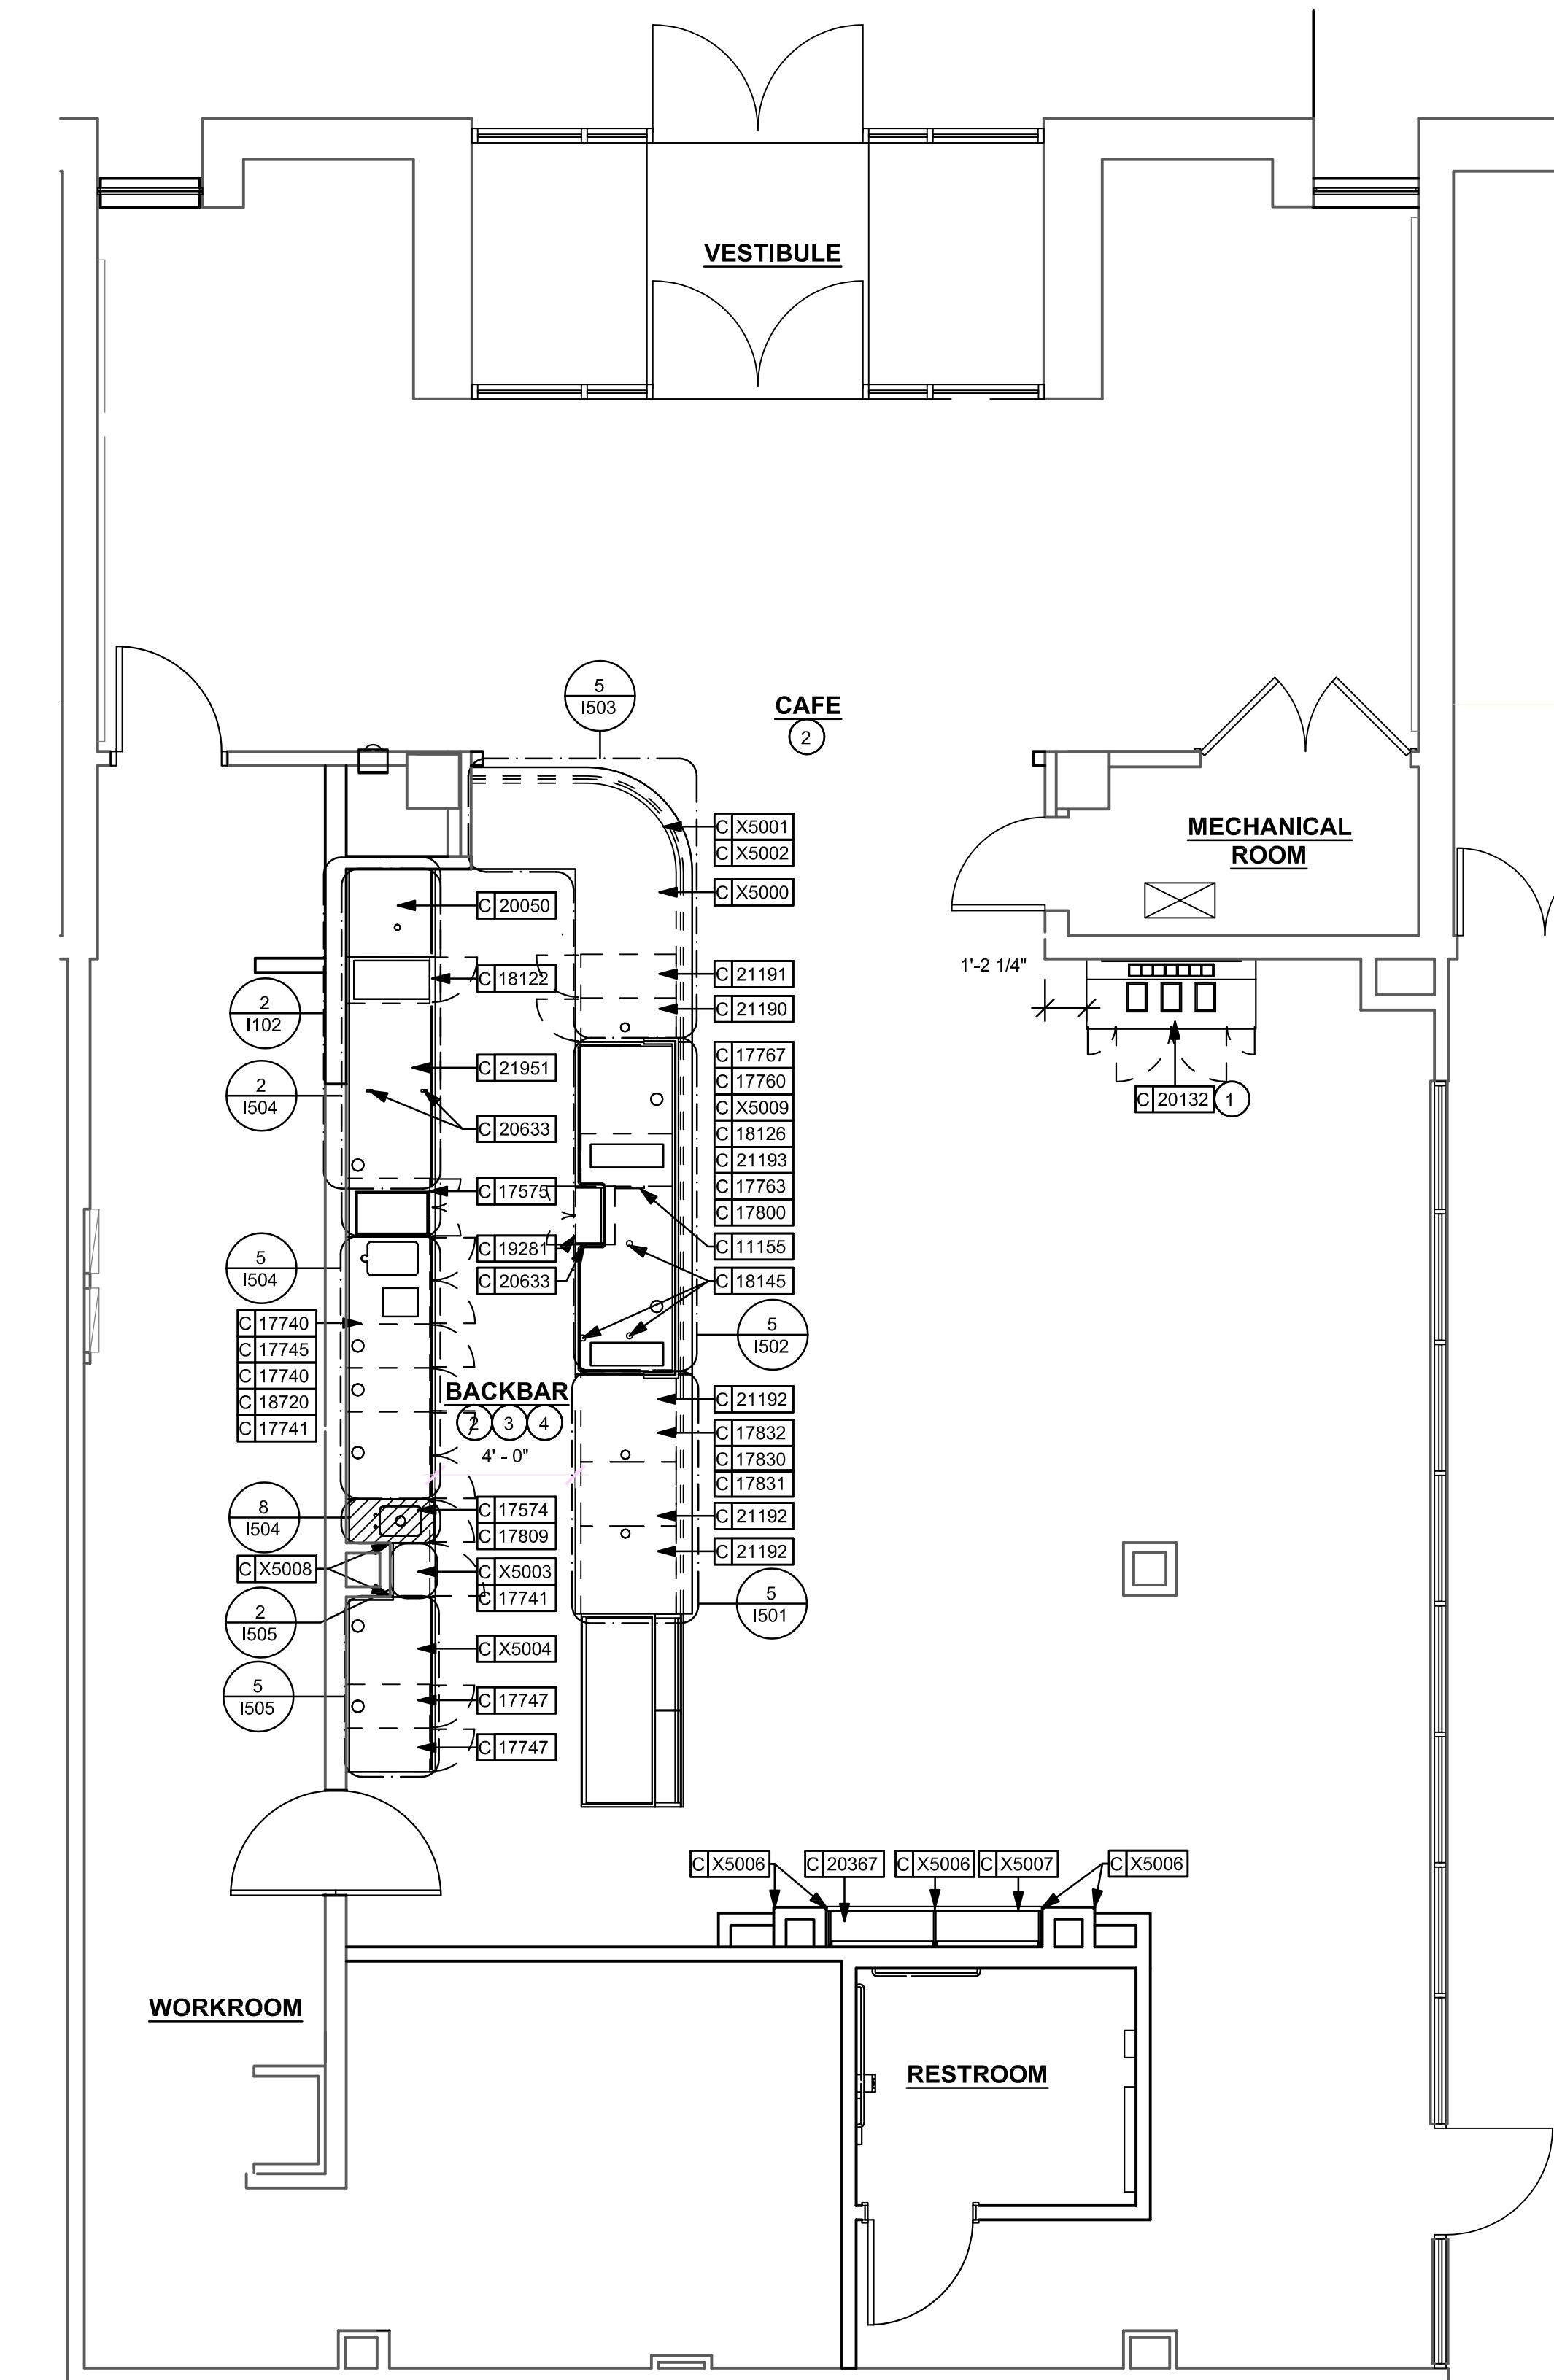 VESTIBULE
5
I503
CAFE
2
C X5001
C X5002
MECHANICAL
ROOM
C X5000
C 20050
C 18122
C 21191
1'-2 1/4"
2
I102
C 21190
C 21951
2
I504
C 20633
C 17767
C 17760
C X5009
C 18126
C 21193
C 17763
C 17800
C 20132 1
C 17575
C 19281
C 11155
C 20633
C 18145
5
I504
C 17740
C 17745
C 17740
C 18720
C 17741
5
I502
BACKBAR
2 3 4
4' - 0"
C 21192
C 17832
C 17830
C 17831
8
I504
C 17574
C 17809
C 21192
C X5008
C X5003
C 17741
C 21192
2
I505
5
I501
C X5004
5
I505
C 17747
C 17747
C X5006
C 20367
C X5006
C X5007
C X5006
WORKROOM
RESTROOM